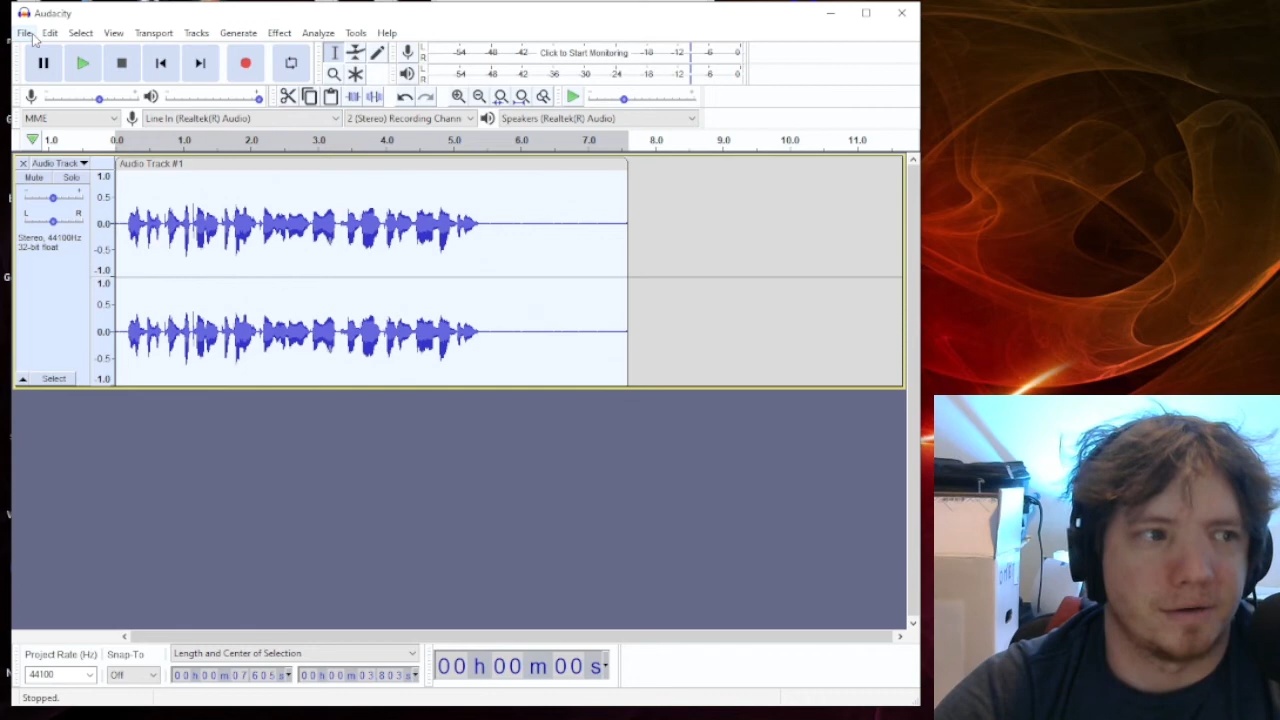 Audacity
File Edit Select View Transport Tracks Generate Effect Analyze Tools Help
L R -54 -48 -42 Click to Start Monitoring -18 -12 -6 0
L R -54 -48 -42 -36 -30 -24 -18 -12 -6 0
MME Line In (Realtek(R) Audio) 2 (Stereo) Recording Chann Speakers (Realtek(R) Audio)
1.0 0.0 1.0 2.0 3.0 4.0 5.0 6.0 7.0 8.0 9.0 10.0 11.0
Audio Track Audio Track #1
Mute Solo
L R
Stereo, 44100Hz
32-bit float
1.0
0.5
0.0
-0.5
-1.0
1.0
0.5
0.0
-0.5
-1.0
Select
Project Rate (Hz) Snap-To Length and Center of Selection
44100 Off 00h00m07.605s 00h00m03.803s 00h00m00s
Stopped.